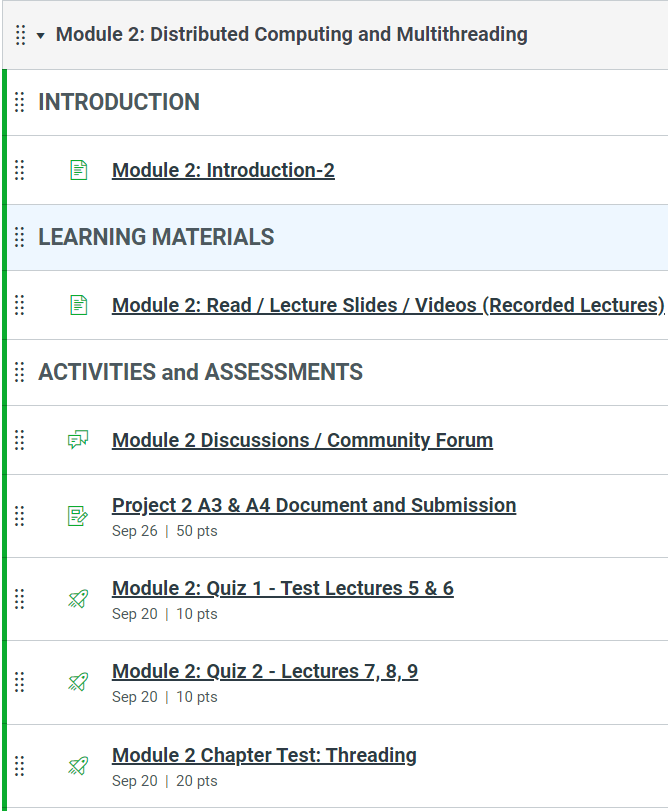 Module 2: Distributed Computing and Multithreading
INTRODUCTION
Module 2: Introduction-2
LEARNING MATERIALS
Module 2: Read / Lecture Slides / Videos (Recorded Lectures)
ACTIVITIES and ASSESSMENTS
Module 2 Discussions / Community Forum
Project 2 A3 & A4 Document and Submission
Sep 26 | 50 pts
Module 2: Quiz 1 - Test Lectures 5 & 6
Sep 20 | 10 pts
Module 2: Quiz 2 - Lectures 7, 8, 9
Sep 20 | 10 pts
Module 2 Chapter Test: Threading
Sep 20 | 20 pts